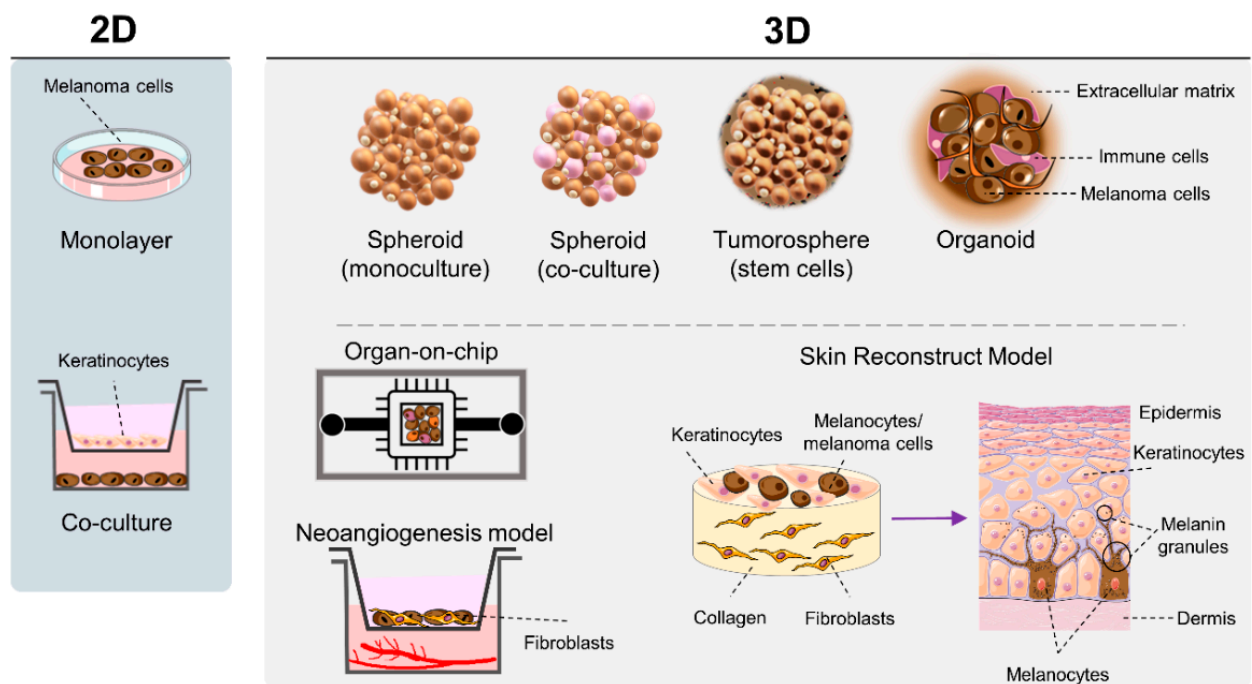 2D
3D
Melanoma cells
Monolayer
Keratinocytes
Co-culture
Spheroid
(monoculture)
Spheroid
(co-culture)
Tumorosphere
(stem cells)
Organoid
Extracellular matrix
Immune cells
Melanoma cells
Organ-on-chip
Neoangiogenesis model
Fibroblasts
Skin Reconstruct Model
Keratinocytes
Melanocytes/
melanoma cells
Collagen
Fibroblasts
Epidermis
Keratinocytes
Melanin
granules
Dermis
Melanocytes